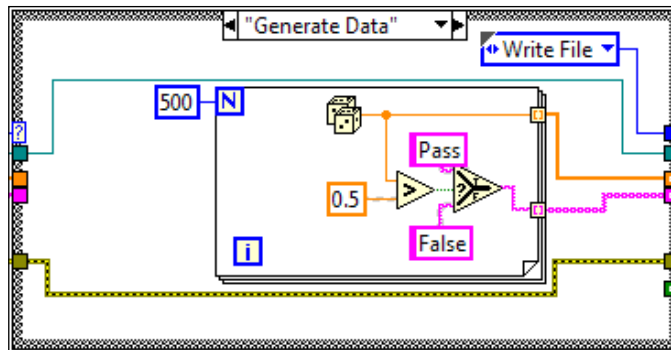 "Generate Data"
Write File
500
N
?
Pass
>
?
0.5
False
i